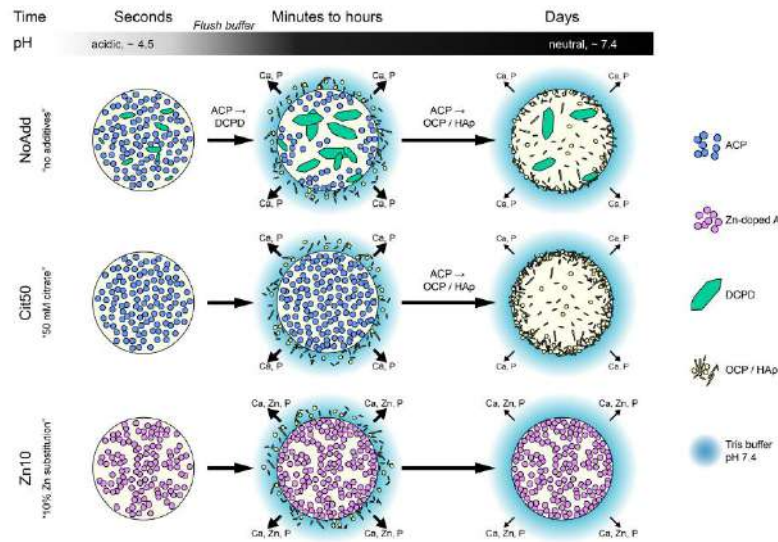 Time Seconds Flush buffer Minutes to hours Days
pH acidic, ~ 4.5 neutral, ~ 7.4
NoAdd
"no additives"
ACP →
DCPD
Ca, P Ca, P
Ca, P Ca, P
ACP →
OCP / HAp
Ca, P Ca, P
Ca, P Ca, P
Cit50
"50 mM citrate"
Ca, P Ca, P
Ca, P Ca, P
ACP →
OCP / HAp
Ca, P Ca, P
Ca, P Ca, P
Zn10
"10% Zn substitution"
Ca, Zn, P Ca, Zn, P
Ca, Zn, P Ca, Zn, P
Ca, Zn, P Ca, Zn, P
Ca, Zn, P Ca, Zn, P
ACP
Zn-doped A
DCPD
OCP / HAp
Tris buffer
pH 7.4